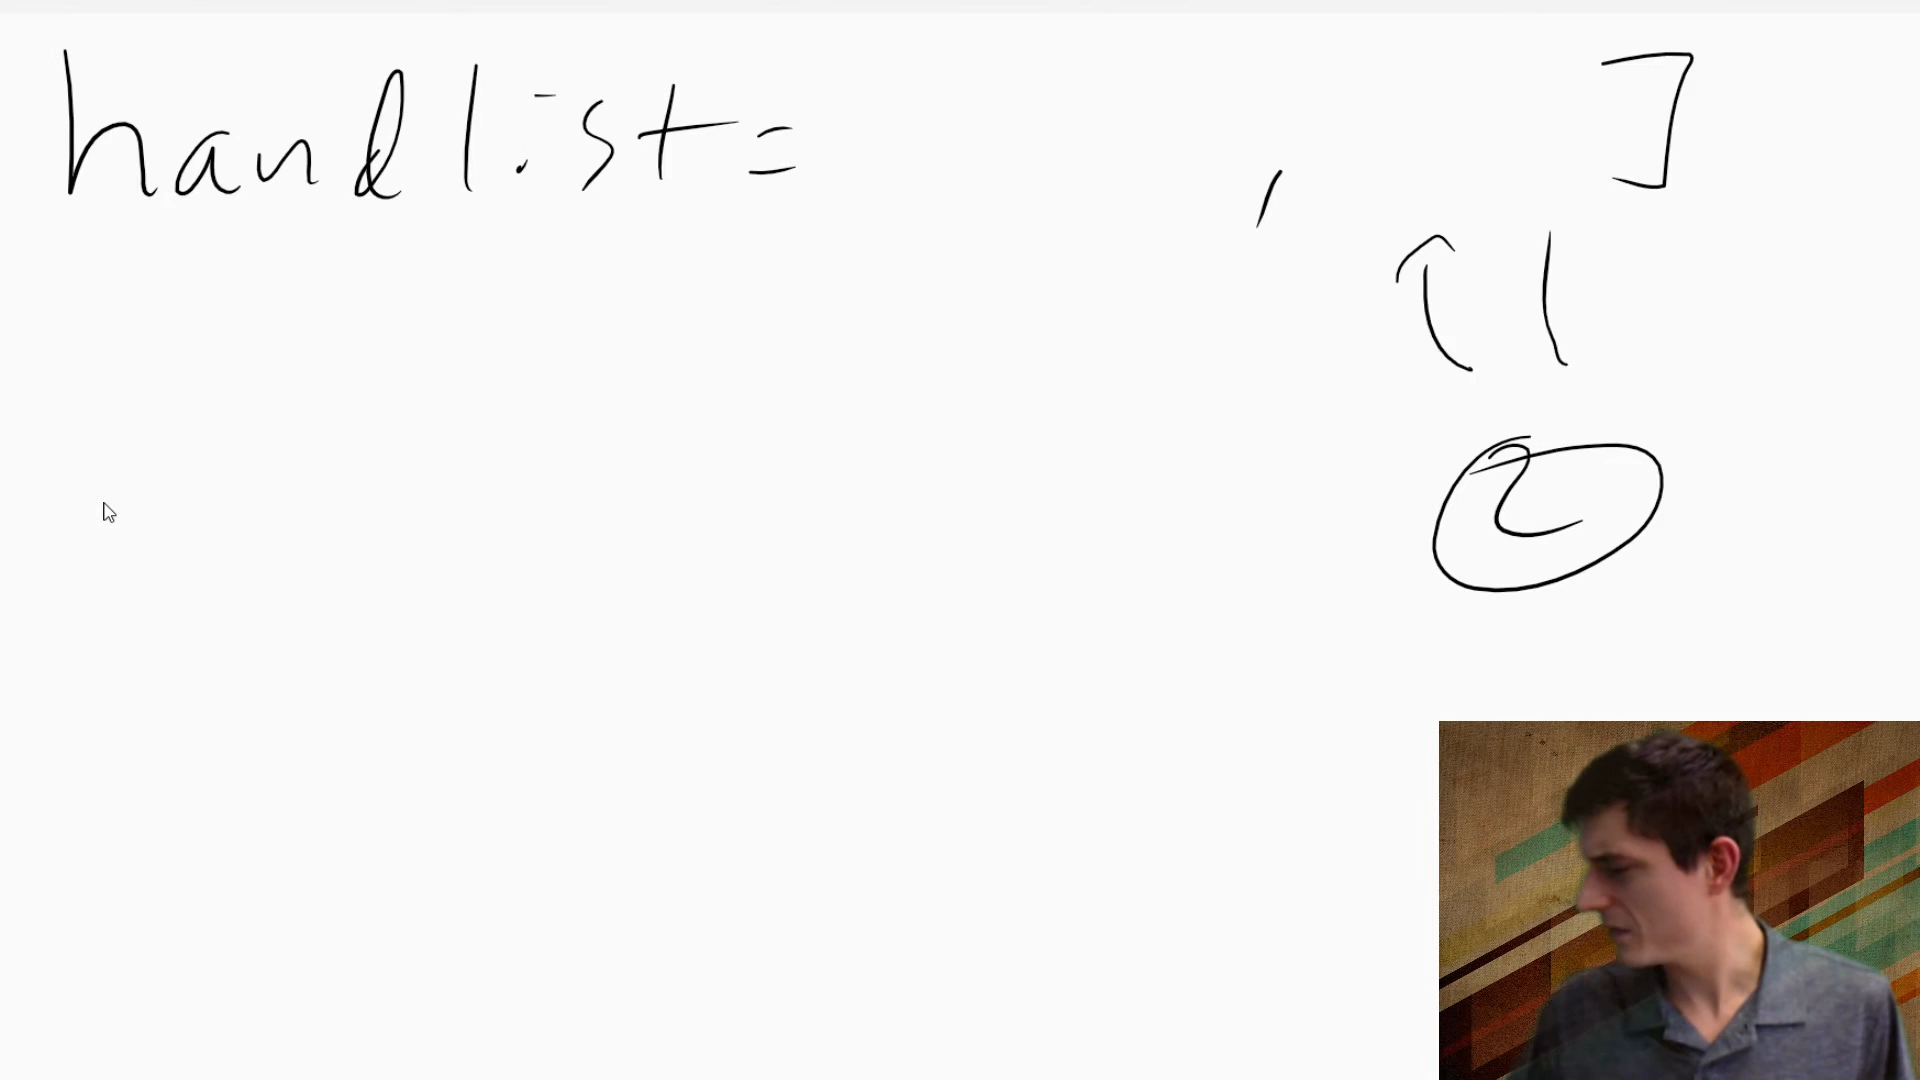 handlist= , ]
2